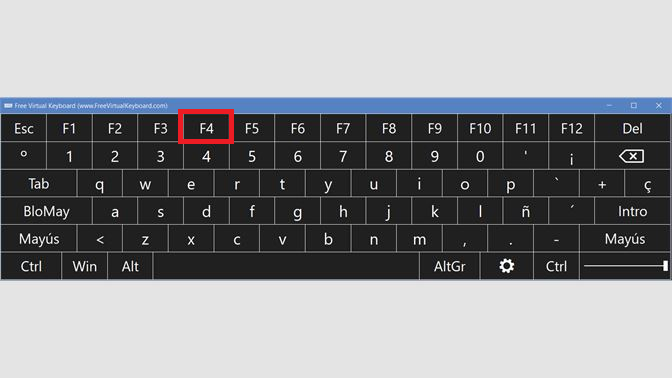 Free Virtual Keyboard (www.FreeVirtualKeyboard.com)
Esc F1 F2 F3 F4 F5 F6 F7 F8 F9 F10 F11 F12 Del
º 1 2 3 4 5 6 7 8 9 0 ' ¡
Tab q w e r t y u i o p ` + ç
BloMay a s d f g h j k l ñ ´ Intro
Mayús < z x c v b n m , . - Mayús
Ctrl Win Alt AltGr Ctrl